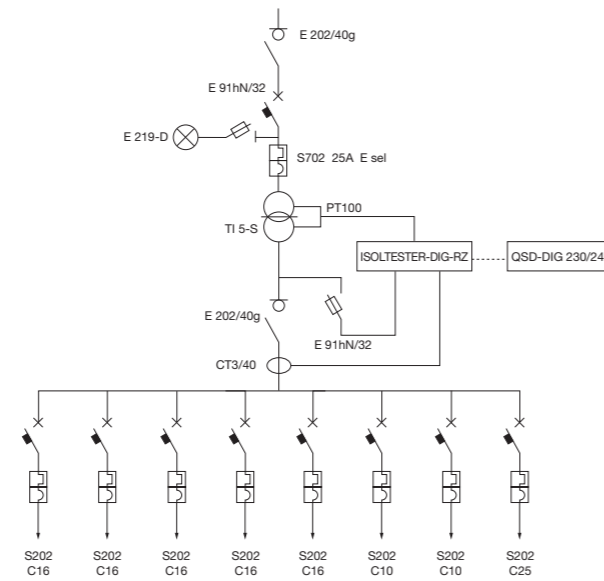 E 202/40g
E 91hN/32
E 219-D
S702 25A E sel
PT100
TI 5-S
ISOLTESTER-DIG-RZ
QSD-DIG 230/24
E 202/40g
E 91hN/32
CT3/40
S202 S202 S202 S202 S202 S202 S202 S202
C16 C16 C16 C16 C16 C10 C10 C25